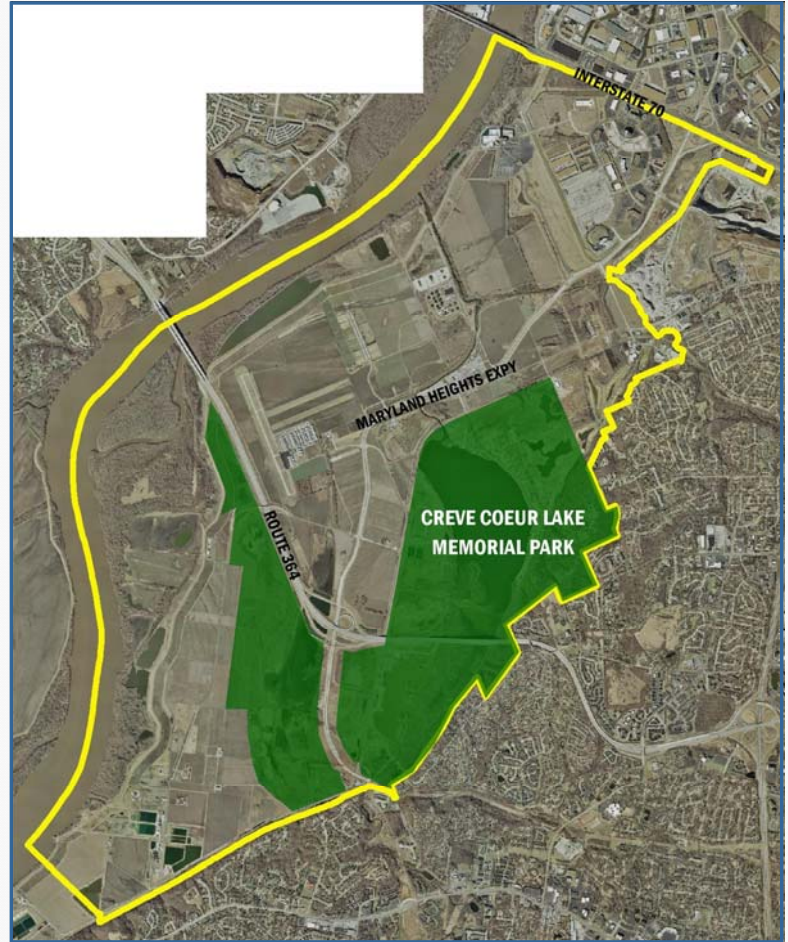 INTERSTATE 70
MARYLAND HEIGHTS EXPY
CREVE COEUR LAKE
MEMORIAL PARK
ROUTE 364